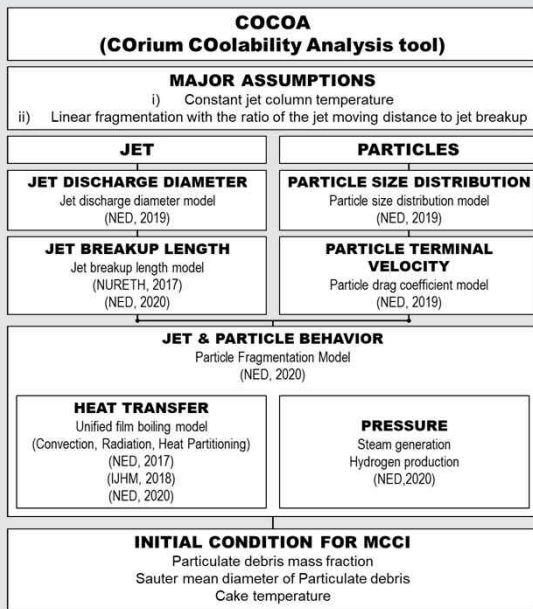 COCOA
(COrium COolability Analysis tool)
MAJOR ASSUMPTIONS
i) Constant jet column temperature
ii) Linear fragmentation with the ratio of the jet moving distance to jet breakup
JET
JET DISCHARGE DIAMETER
Jet discharge diameter model
(NED, 2019)
JET BREAKUP LENGTH
Jet breakup length model
(NURETH, 2017)
(NED, 2020)
PARTICLES
PARTICLE SIZE DISTRIBUTION
Particle size distribution model
(NED, 2019)
PARTICLE TERMINAL
VELOCITY
Particle drag coefficient model
(NED, 2019)
JET & PARTICLE BEHAVIOR
Particle Fragmentation Model
(NED, 2020)
HEAT TRANSFER
Unified film boiling model
(Convection, Radiation, Heat Partitioning)
(NED, 2017)
(IJHM, 2018)
(NED, 2020)
PRESSURE
Steam generation
Hydrogen production
(NED,2020)
INITIAL CONDITION FOR MCCI
Particulate debris mass fraction
Sauter mean diameter of Particulate debris
Cake temperature